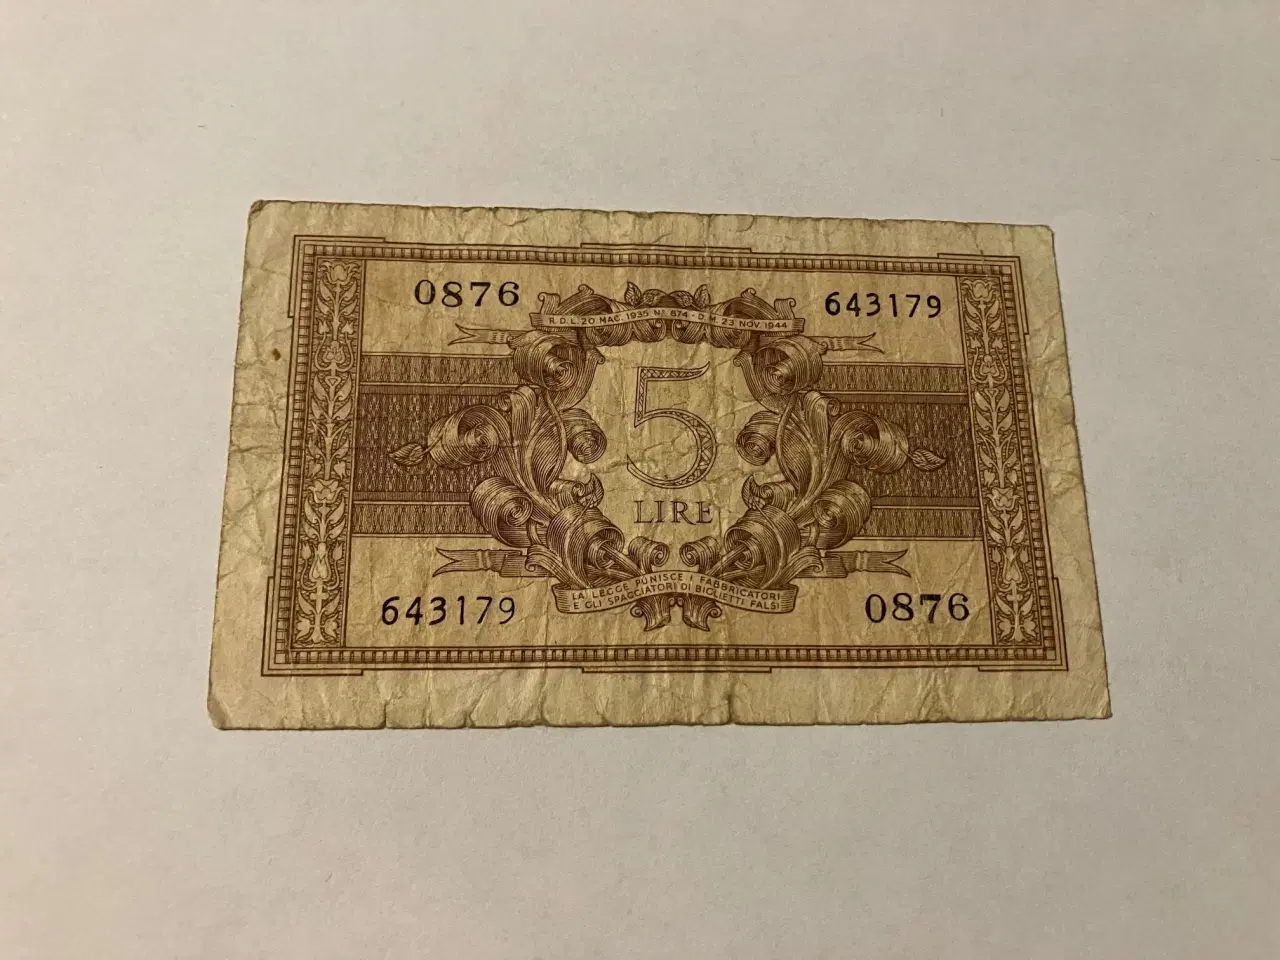 0876
643179
R.D.L. 20 MAG. 1935 Nº 874 - D.M. 23 NOV. 1944
5
LIRE
LA LEGGE PUNISCE I FABBRICATORI
E GLI SPACCIATORI DI BIGLIETTI FALSI
643179
0876